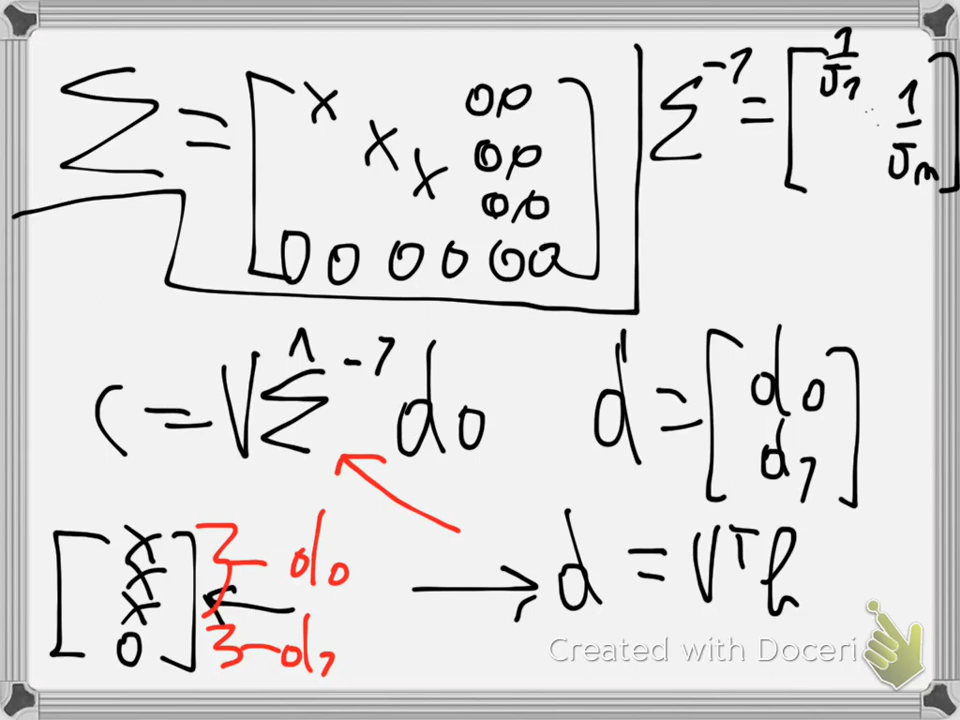 Σ = [ x 0 0
x x 0 0
0 0
0 0 0 0 0 0 ]
Σ^-1 = [ 1/σ1 ⋱ 1/σn ]
c = V Σ̂^-1 d0
d = [ d0
d1 ]
[ x
x
x
0 ]
} - d0
} - d1
→ d = U^T b
Created with Doceri